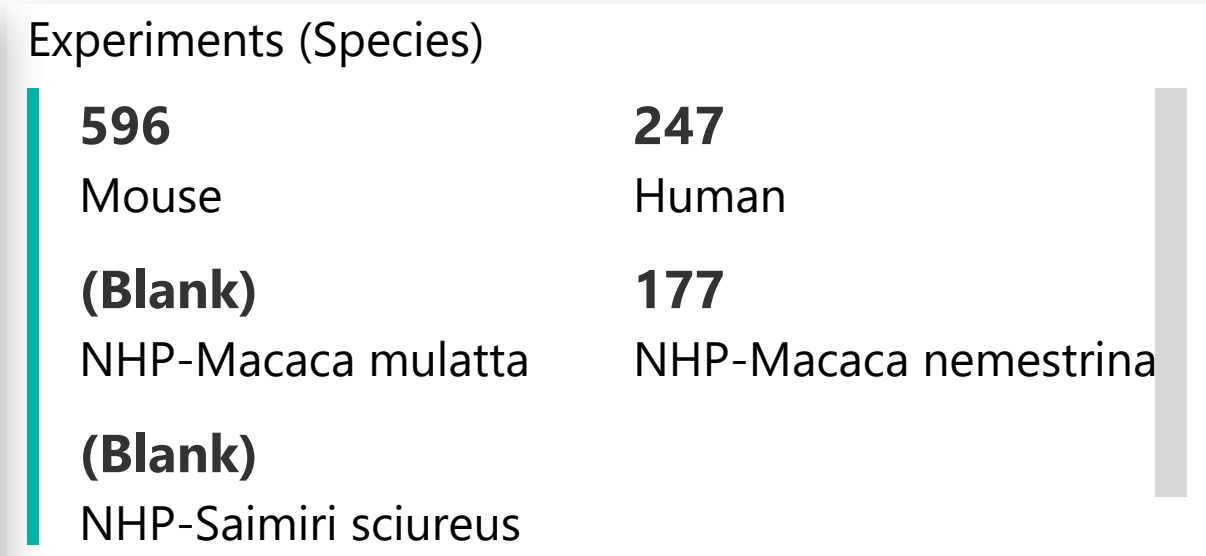 Experiments (Species)
596 247
Mouse Human
(Blank) 177
NHP-Macaca mulatta NHP-Macaca nemestrina
(Blank)
NHP-Saimiri sciureus